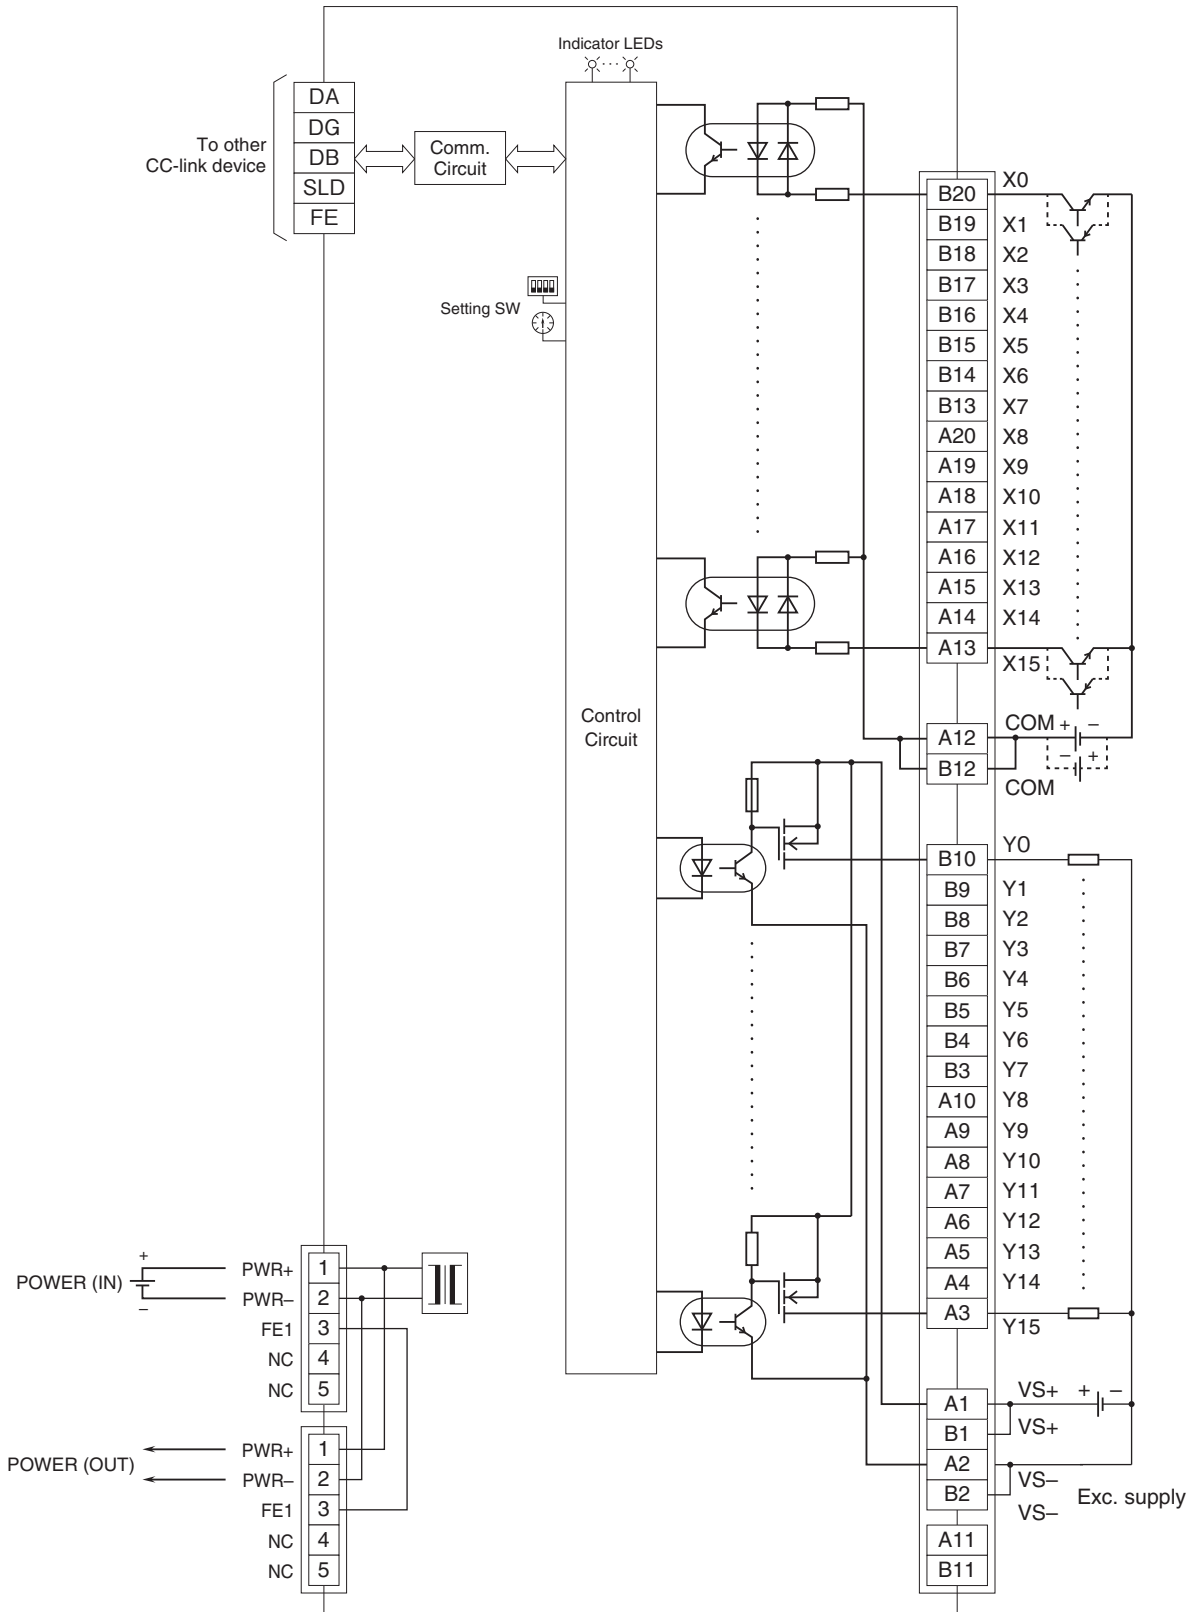 Indicator LEDs
DA
DG
DB
SLD
FE
To other
CC-link device
Comm.
Circuit
Setting SW
Control
Circuit
B20 X0
B19 X1
B18 X2
B17 X3
B16 X4
B15 X5
B14 X6
B13 X7
A20 X8
A19 X9
A18 X10
A17 X11
A16 X12
A15 X13
A14 X14
A13
X15
COM + –
A12
– +
B12
COM
Y0
B10
B9 Y1
B8 Y2
B7 Y3
B6 Y4
B5 Y5
B4 Y6
B3 Y7
A10 Y8
A9 Y9
A8 Y10
A7 Y11
A6 Y12
A5 Y13
A4 Y14
A3
Y15
A1 VS+ + –
B1 VS+
A2
VS–
B2 Exc. supply
VS–
A11
B11
+
POWER (IN)
–
PWR+ 1
PWR– 2
FE1 3
NC 4
NC 5
POWER (OUT)
PWR+ 1
PWR– 2
FE1 3
NC 4
NC 5